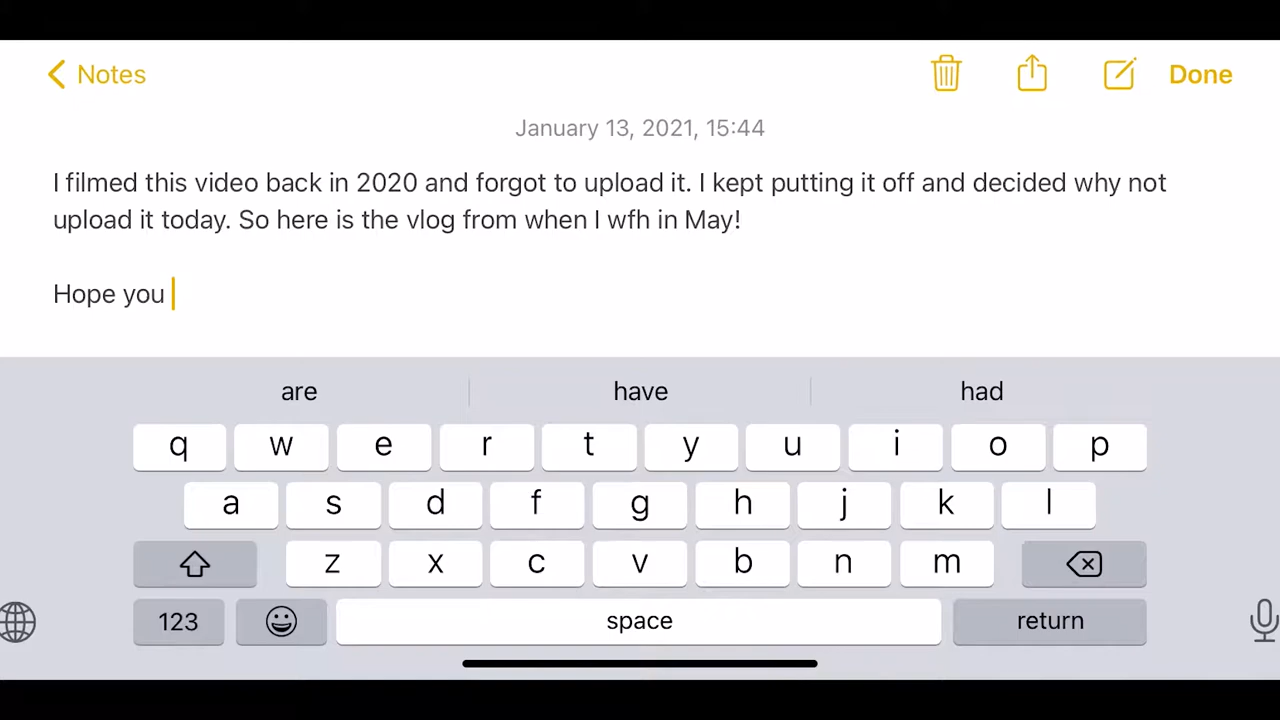 Notes
Done
January 13, 2021, 15:44
I filmed this video back in 2020 and forgot to upload it. I kept putting it off and decided why not
upload it today. So here is the vlog from when I wfh in May!
Hope you
are have had
q w e r t y u i o p
a s d f g h j k l
z x c v b n m
123 space return